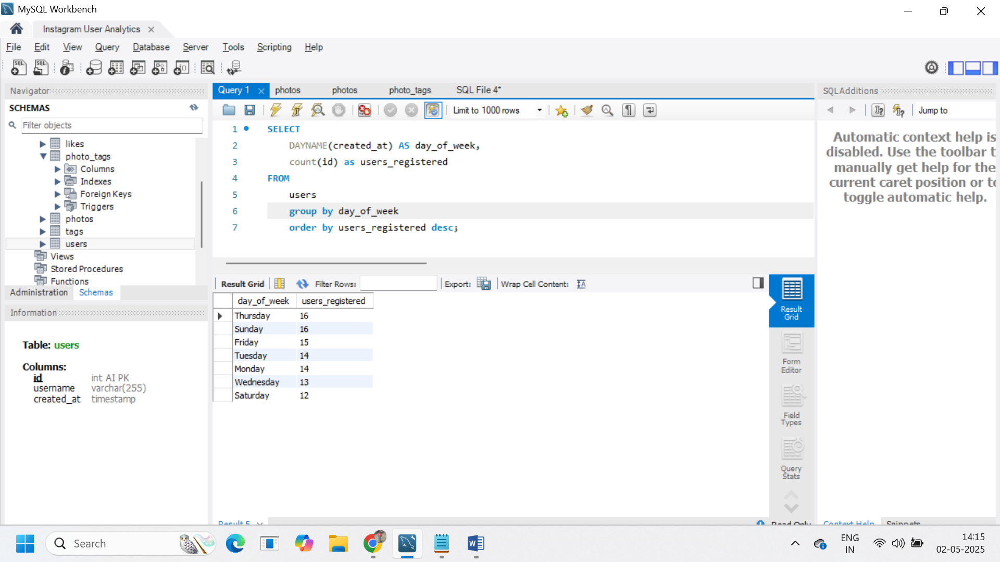 MySQL Workbench
Instagram User Analytics
File Edit View Query Database Server Tools Scripting Help
Navigator
SCHEMAS
Filter objects
likes
photo_tags
Columns
Indexes
Foreign Keys
Triggers
photos
tags
users
Views
Stored Procedures
Functions
Administration Schemas
Information
Table: users
Columns:
id int AI PK
username varchar(255)
created_at timestamp
Query 1 photos photos photo_tags SQL File 4*
Limit to 1000 rows
1 SELECT
2 DAYNAME(created_at) AS day_of_week,
3 count(id) as users_registered
4 FROM
5 users
6 group by day_of_week
7 order by users_registered desc;
Result Grid Filter Rows: Export: Wrap Cell Content:
day_of_week users_registered
Thursday 16
Sunday 16
Friday 15
Tuesday 14
Monday 14
Wednesday 13
Saturday 12
Result Grid
Form Editor
Field Types
Query Stats
Result 5
Read Only
SQLAdditions
Jump to
Automatic context help is
disabled. Use the toolbar t
manually get help for the
current caret position or to
toggle automatic help.
Context Help Snippets
Search
ENG
IN
14:15
02-05-2025